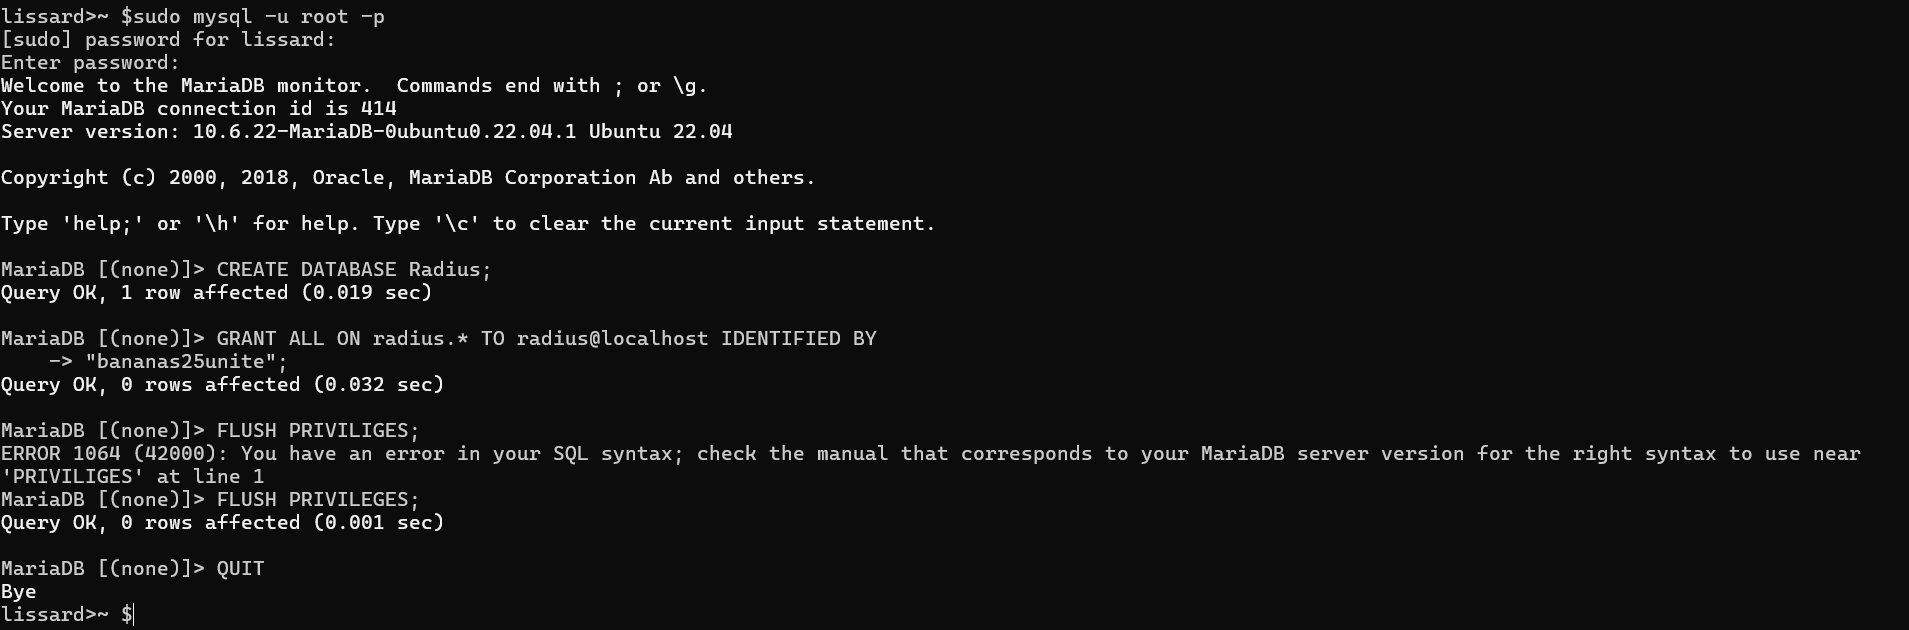 lissard>~ $sudo mysql -u root -p
[sudo] password for lissard:
Enter password:
Welcome to the MariaDB monitor.  Commands end with ; or \g.
Your MariaDB connection id is 414
Server version: 10.6.22-MariaDB-0ubuntu0.22.04.1 Ubuntu 22.04

Copyright (c) 2000, 2018, Oracle, MariaDB Corporation Ab and others.

Type 'help;' or '\h' for help. Type '\c' to clear the current input statement.

MariaDB [(none)]> CREATE DATABASE Radius;
Query OK, 1 row affected (0.019 sec)

MariaDB [(none)]> GRANT ALL ON radius.* TO radius@localhost IDENTIFIED BY
    -> "bananas25unite";
Query OK, 0 rows affected (0.032 sec)

MariaDB [(none)]> FLUSH PRIVILIGES;
ERROR 1064 (42000): You have an error in your SQL syntax; check the manual that corresponds to your MariaDB server version for the right syntax to use near
'PRIVILIGES' at line 1
MariaDB [(none)]> FLUSH PRIVILEGES;
Query OK, 0 rows affected (0.001 sec)

MariaDB [(none)]> QUIT
Bye
lissard>~ $